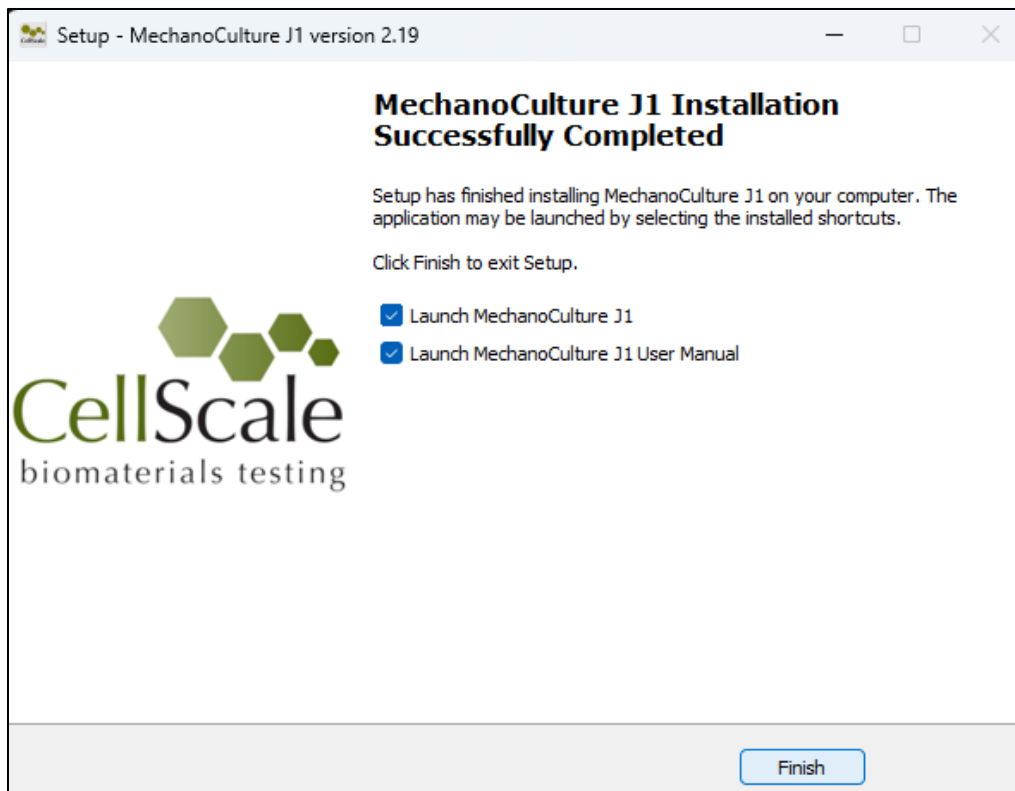 Setup - MechanoCulture J1 version 2.19
MechanoCulture J1 Installation
Successfully Completed
Setup has finished installing MechanoCulture J1 on your computer. The
application may be launched by selecting the installed shortcuts.
Click Finish to exit Setup.
Launch MechanoCulture J1
Launch MechanoCulture J1 User Manual
CellScale
biomaterials testing
Finish